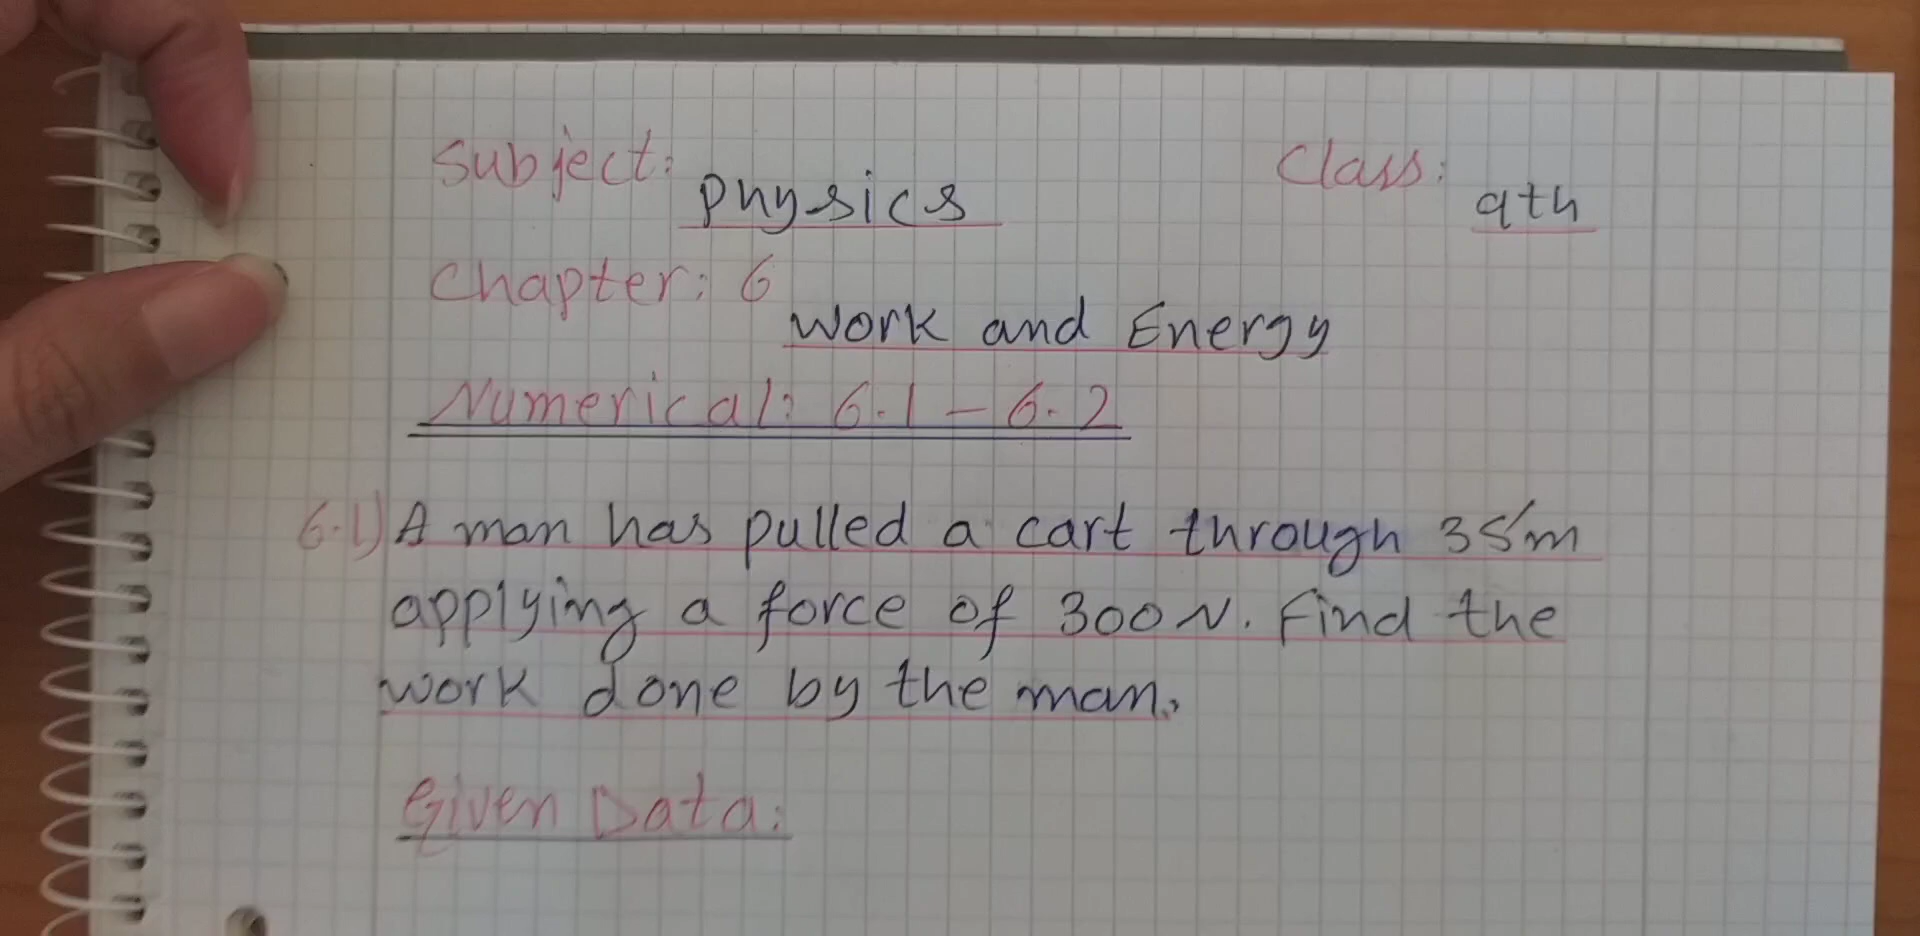 Subject: Physics Class: 9th
Chapter: 6 Work and Energy
Numerical: 6.1 - 6.2
6.1) A man has pulled a cart through 35m
applying a force of 300N. Find the
work done by the man.
Given Data: